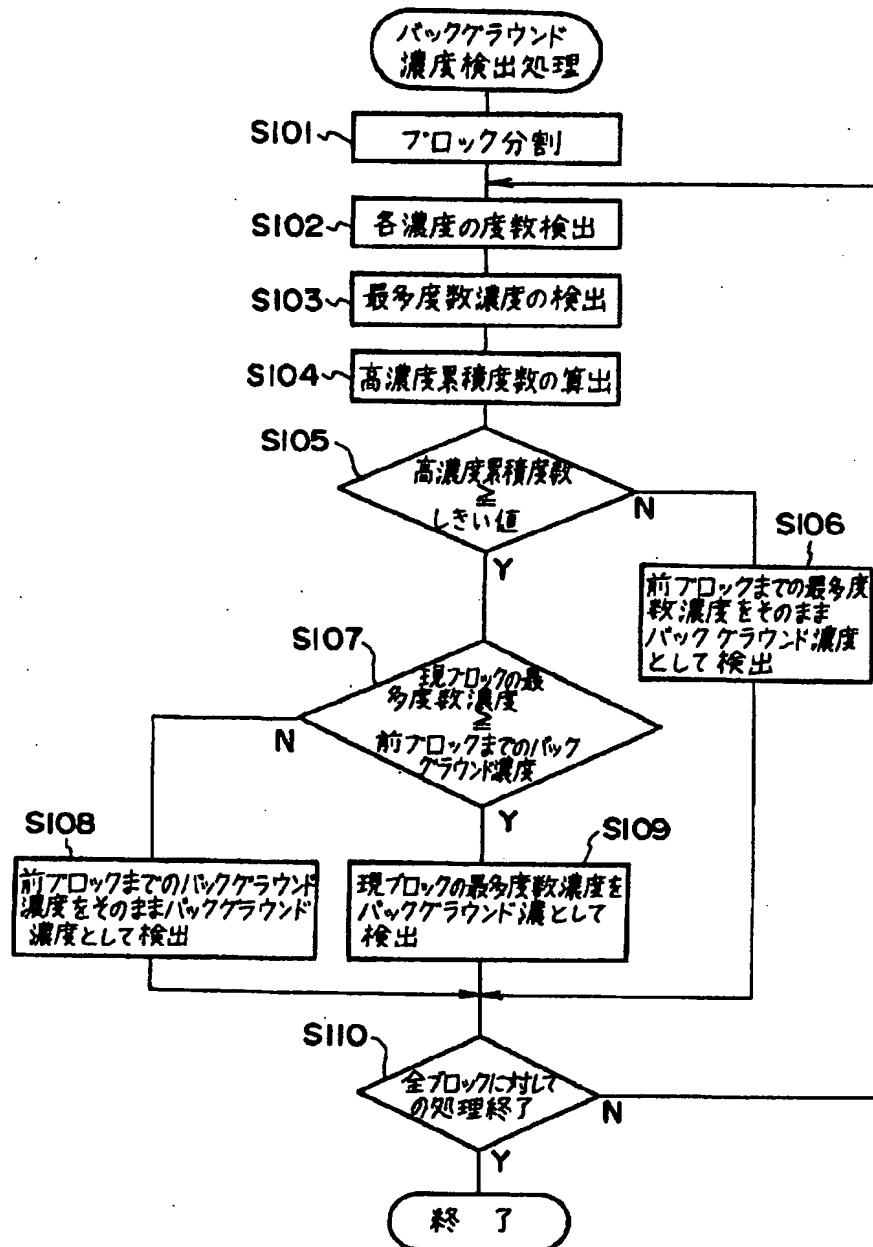 バックグラウンド
濃度検出処理
S101
ブロック分割
S102
各濃度の度数検出
S103
最多度数濃度の検出
S104
高濃度累積度数の算出
S105
高濃度累積度数
≧
しきい値
N
Y
S106
前ブロックまでの最多度
数濃度をそのまま
バックグラウンド濃度
として検出
S107
現ブロックの最
多度数濃度
≧
前ブロックまでのバック
グラウンド濃度
N
Y
S108
前ブロックまでのバックグラウンド
濃度をそのままバックグラウンド
濃度として検出
S109
現ブロックの最多度数濃度を
バックグラウンド濃として
検出
S110
全ブロックに対して
の処理終了
N
Y
終了